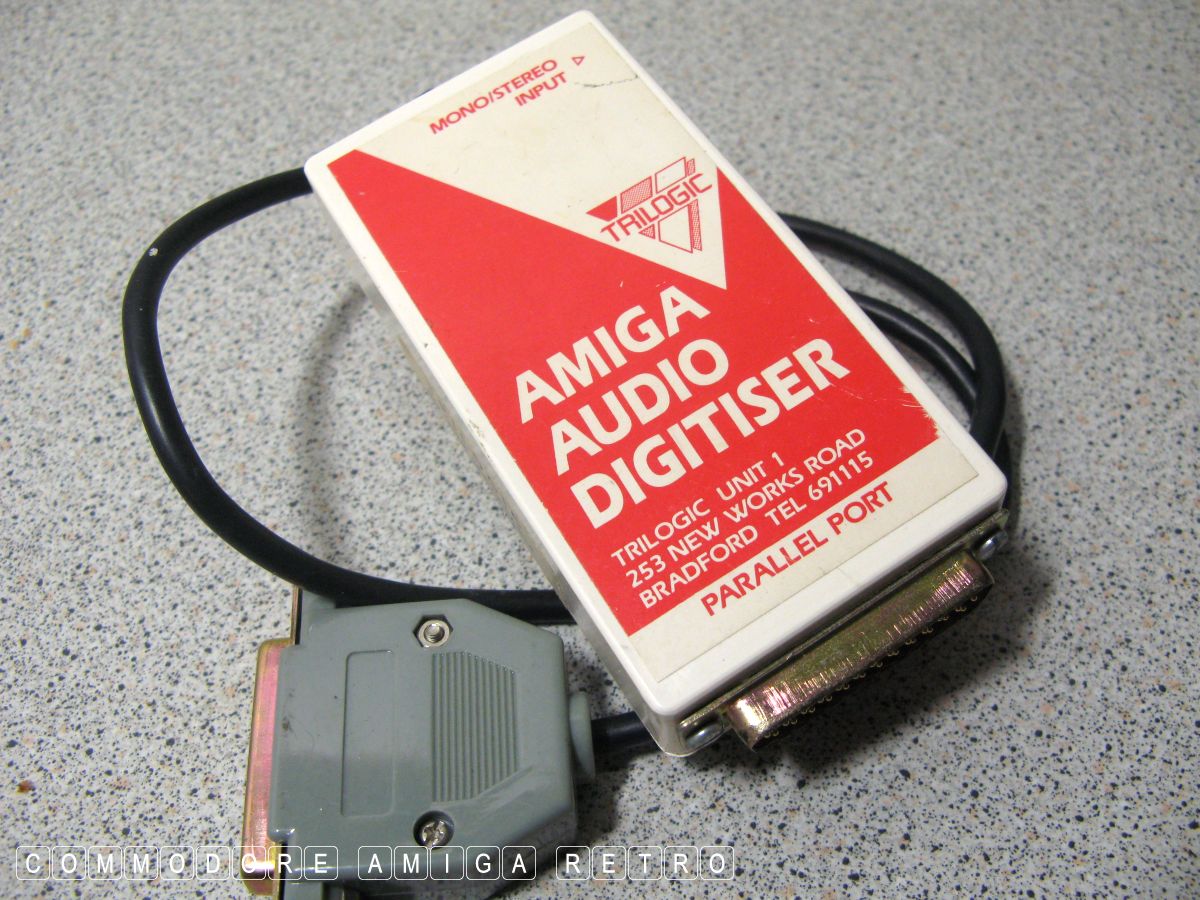 MONO/STEREO
INPUT
TRILOGIC
AMIGA
AUDIO
DIGITISER
TRILOGIC UNIT 1
253 NEW WORKS ROAD
BRADFORD TEL 691115
PARALLEL PORT
COMMODORE AMIGA RETRO